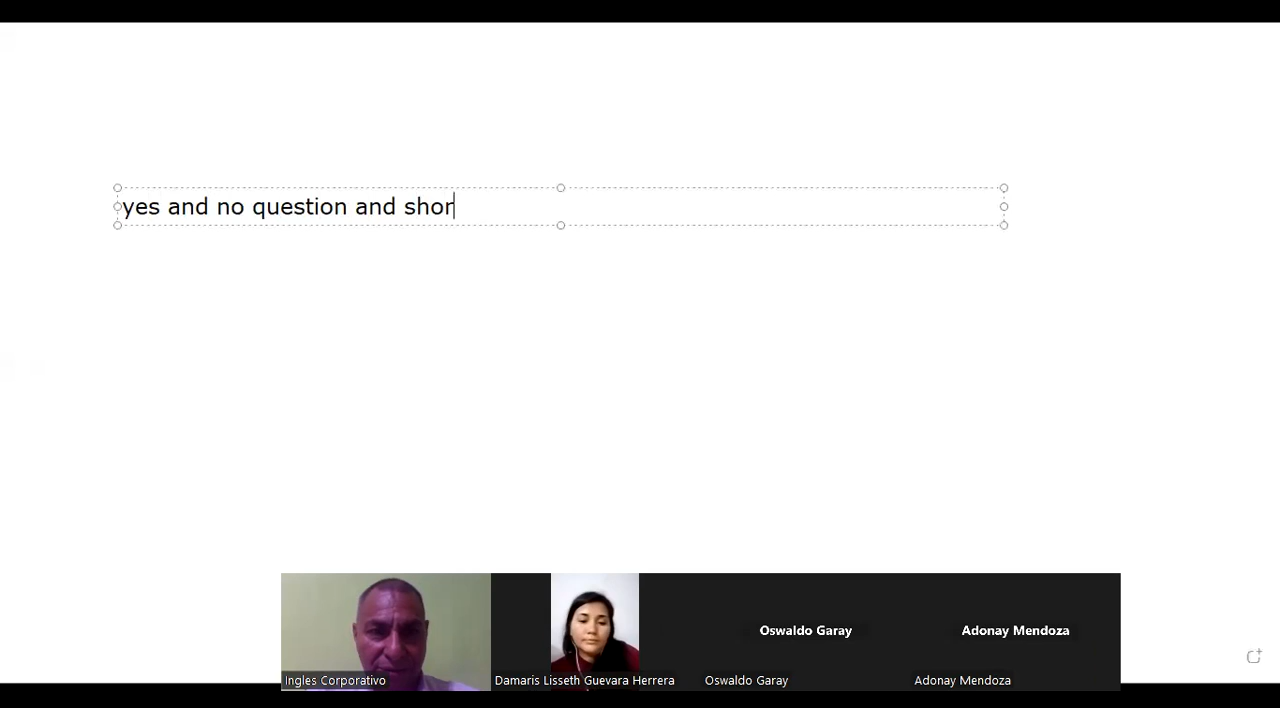 yes and no question and shor
Oswaldo Garay
Adonay Mendoza
Ingles Corporativo
Damaris Lisseth Guevara Herrera
Oswaldo Garay
Adonay Mendoza